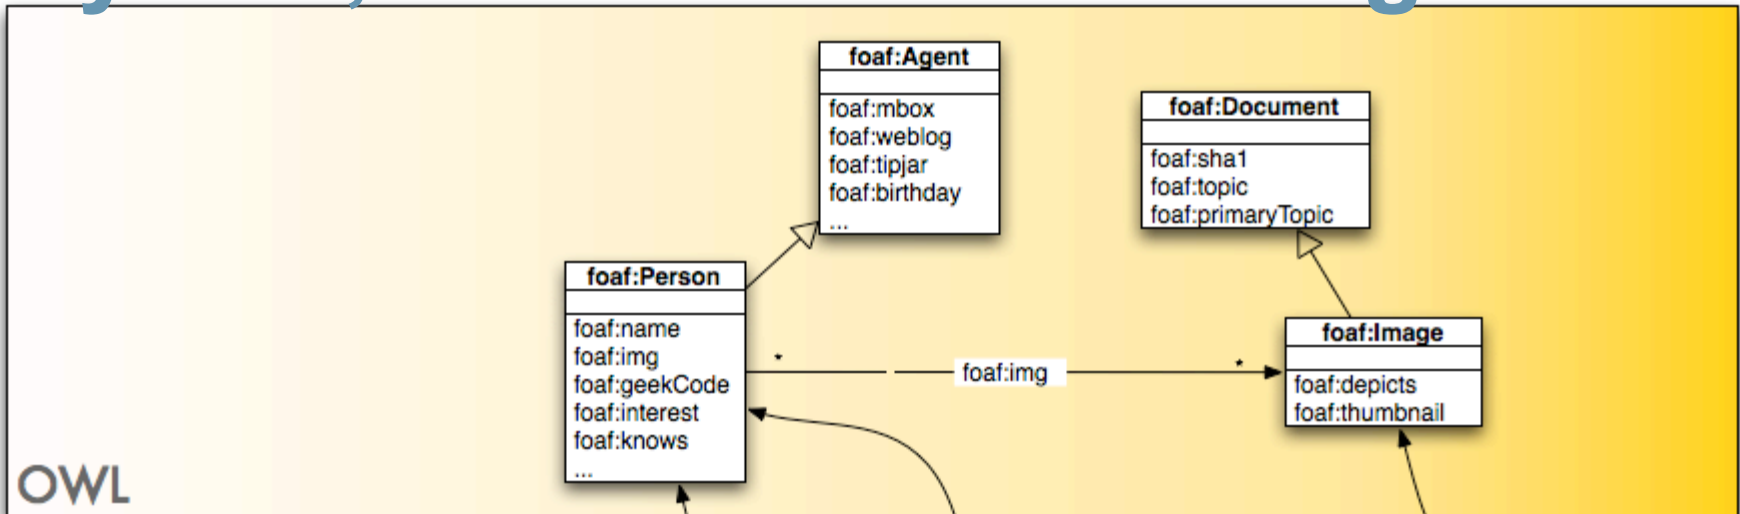 foaf:Agent
foaf:mbox
foaf:weblog
foaf:tipjar
foaf:birthday
...
foaf:Document
foaf:sha1
foaf:topic
foaf:primaryTopic
foaf:Person
foaf:name
foaf:img
foaf:geekCode
foaf:interest
foaf:knows
...
*
foaf:img
*
foaf:Image
foaf:depicts
foaf:thumbnail
OWL